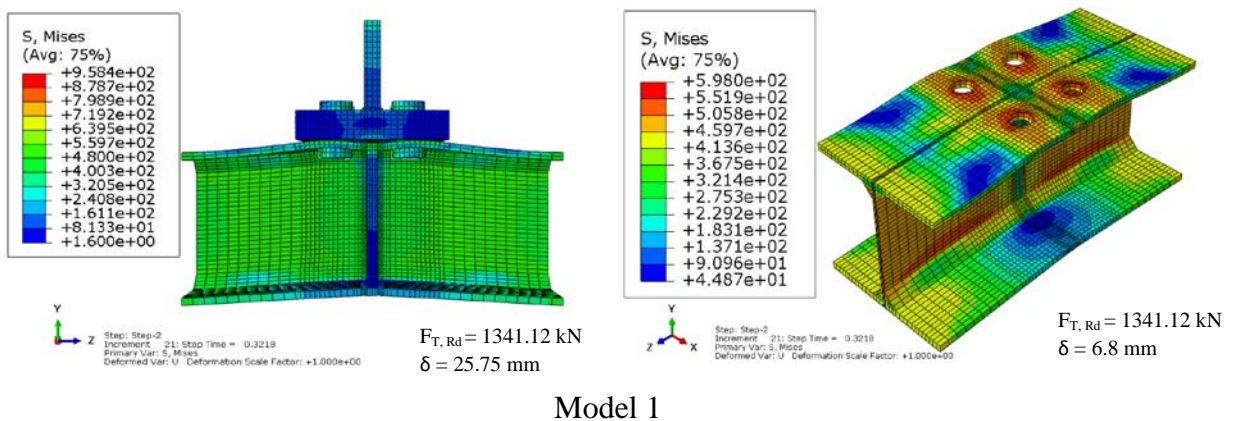 S, Mises
(Avg: 75%)
+9.584e+02
+8.787e+02
+7.989e+02
+7.192e+02
+6.395e+02
+5.597e+02
+4.800e+02
+4.003e+02
+3.205e+02
+2.408e+02
+1.611e+02
+8.133e+01
+1.600e+00
Y
Z
Step: Step-2
Increment 21: Step Time = 0.3218
Primary Var: S, Mises
Deformed Var: U Deformation Scale Factor: +1.000e+00
F T, Rd = 1341.12 kN
δ = 25.75 mm
S, Mises
(Avg: 75%)
+5.980e+02
+5.519e+02
+5.058e+02
+4.597e+02
+4.136e+02
+3.675e+02
+3.214e+02
+2.753e+02
+2.292e+02
+1.831e+02
+1.371e+02
+9.096e+01
+4.487e+01
Y
Z X
Step: Step-2
Increment 21: Step Time = 0.3218
Primary Var: S, Mises
Deformed Var: U Deformation Scale Factor: +1.000e+00
F T, Rd = 1341.12 kN
δ = 6.8 mm
Model 1